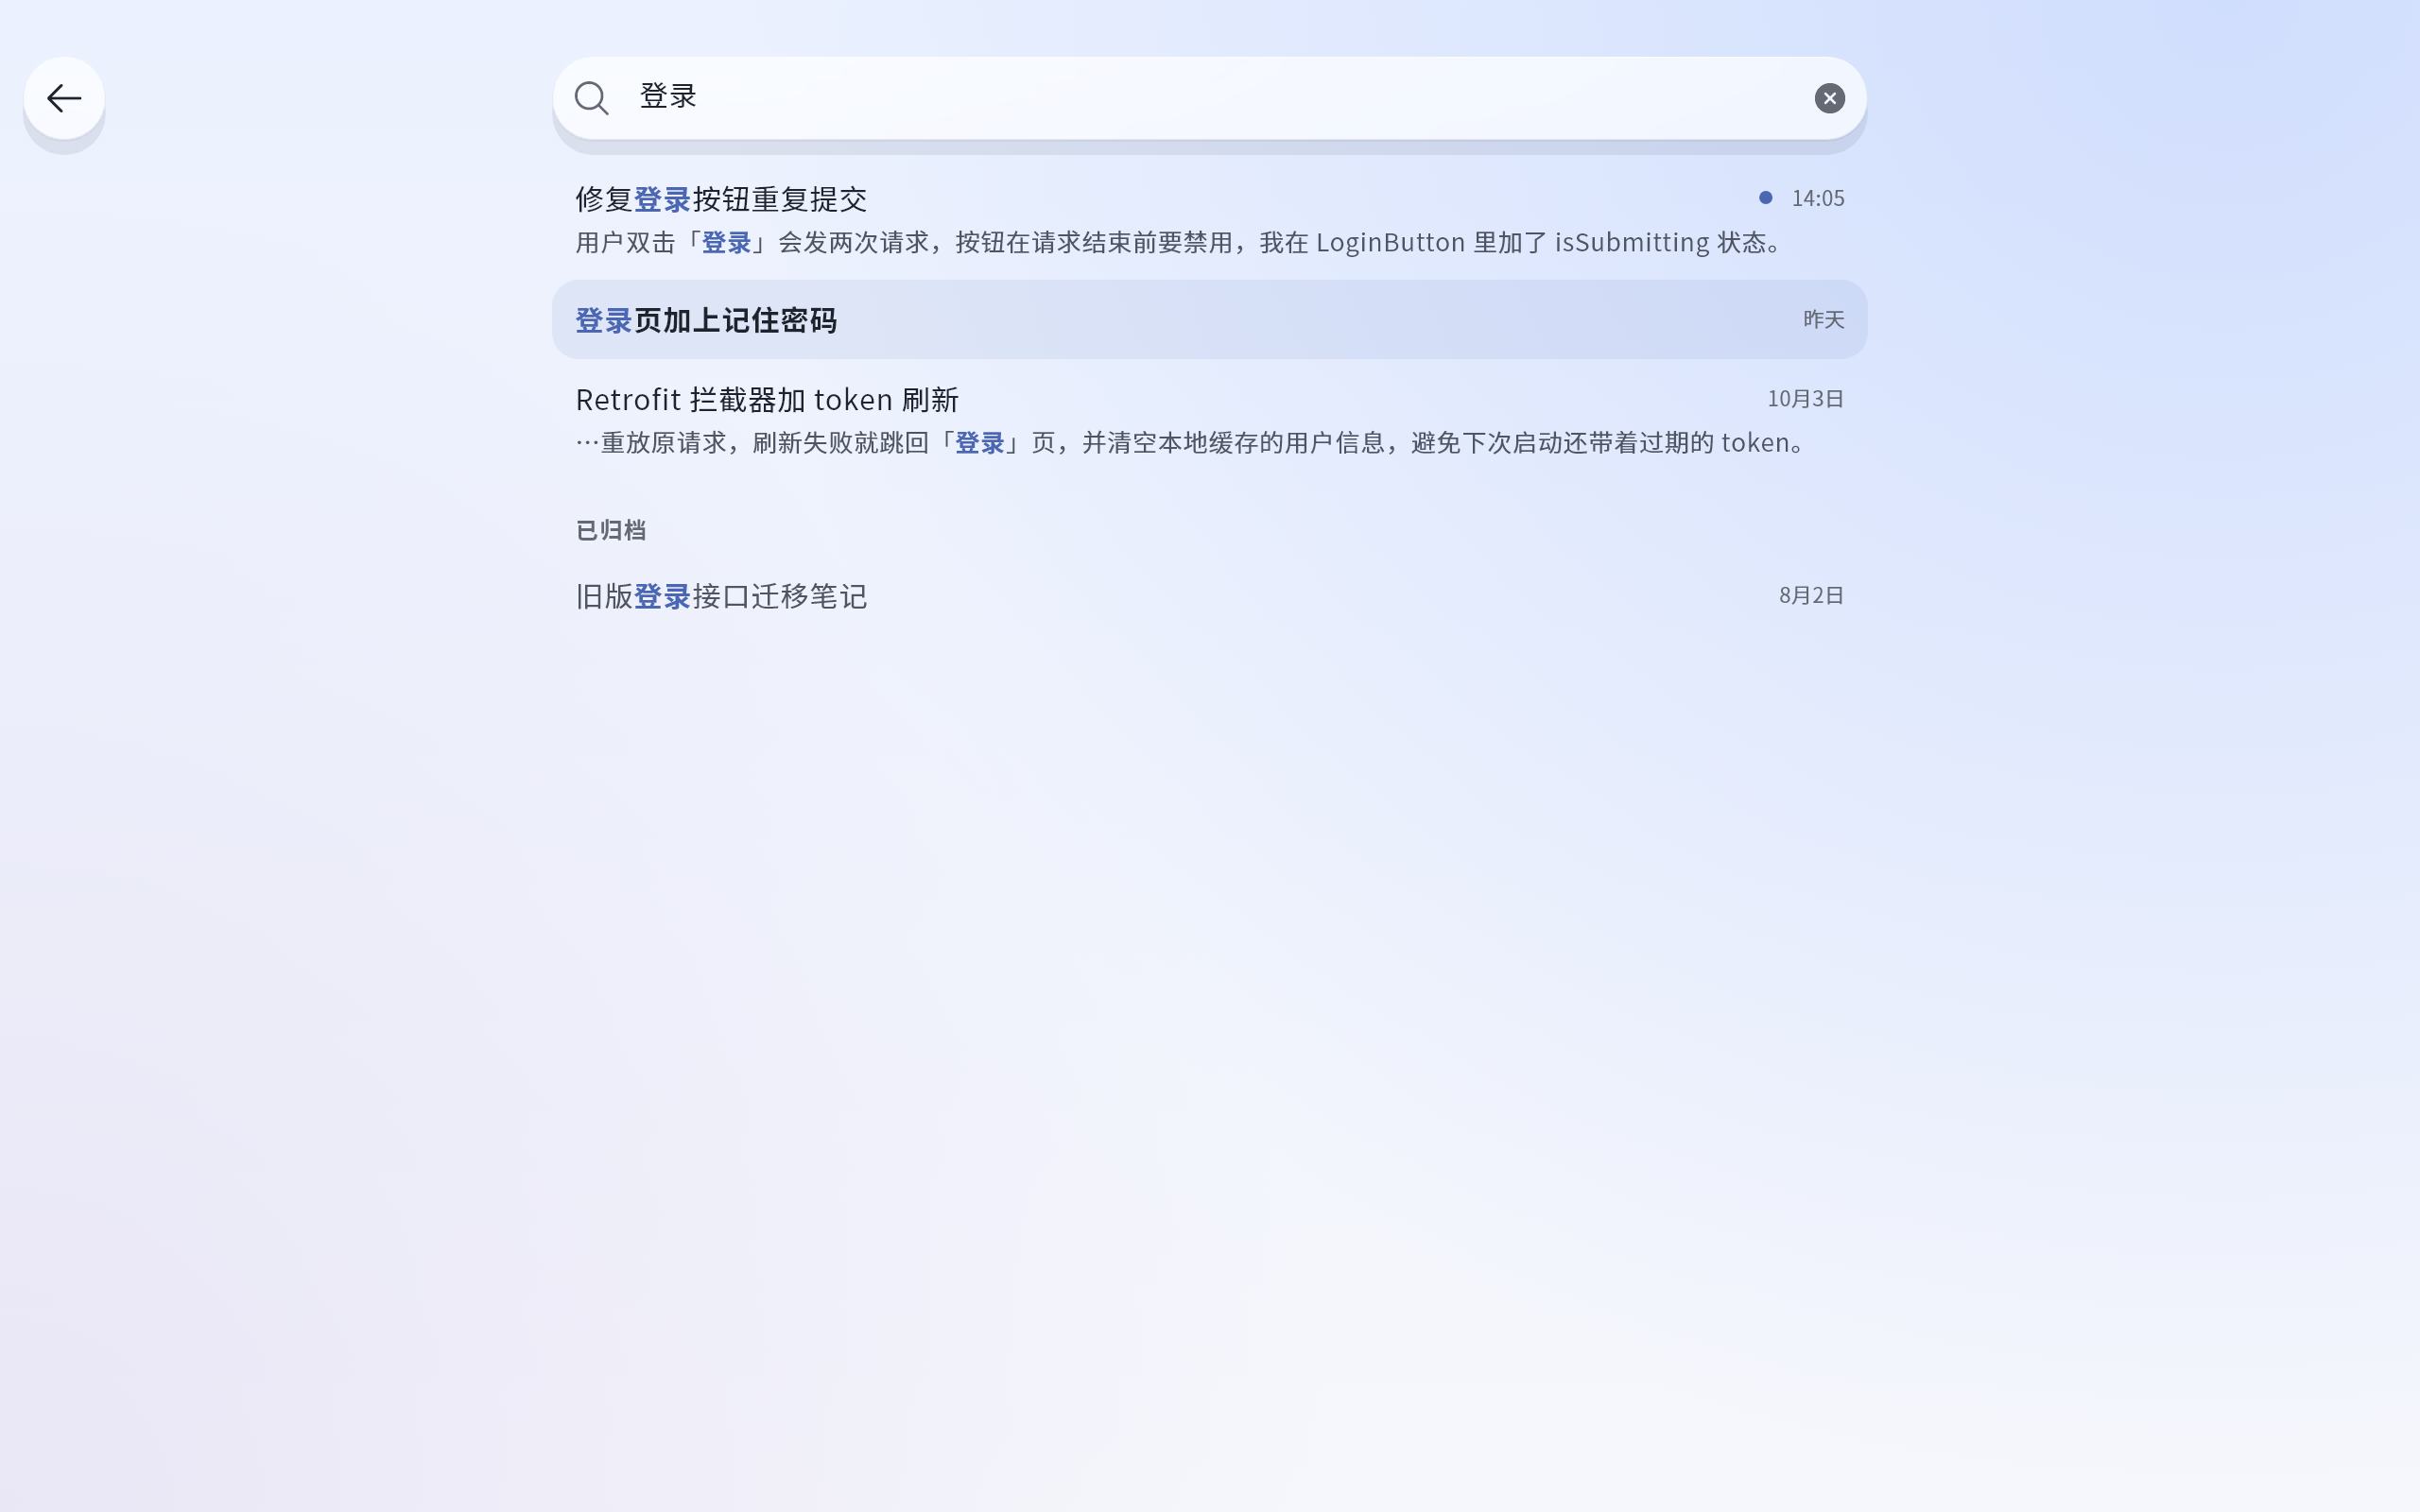 登录
修复登录按钮重复提交
14:05
用户双击「登录」会发两次请求，按钮在请求结束前要禁用，我在 LoginButton 里加了 isSubmitting 状态。
登录页加上记住密码
昨天
Retrofit 拦截器加 token 刷新
10月3日
…重放原请求，刷新失败就跳回「登录」页，并清空本地缓存的用户信息，避免下次启动还带着过期的 token。
已归档
旧版登录接口迁移笔记
8月2日